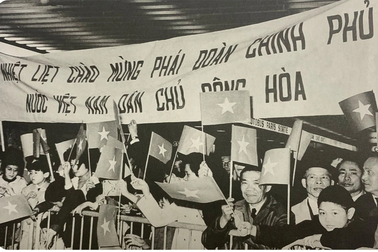 NHIỆT LIỆT CHÀO MỪNG PHÁI ĐOÀN CHÍNH PHỦ
NƯỚC VIỆT NAM DÂN CHỦ CỘNG HÒA